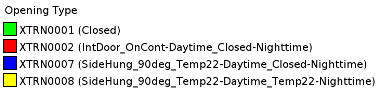 Opening Type
XTRN0001 (Closed)
XTRN0002 (IntDoor_OnCont-Daytime_Closed-Nighttime)
XTRN0007 (SideHung_90deg_Temp22-Daytime_Closed-Nighttime)
XTRN0008 (SideHung_90deg_Temp22-Daytime_Temp22-Nighttime)